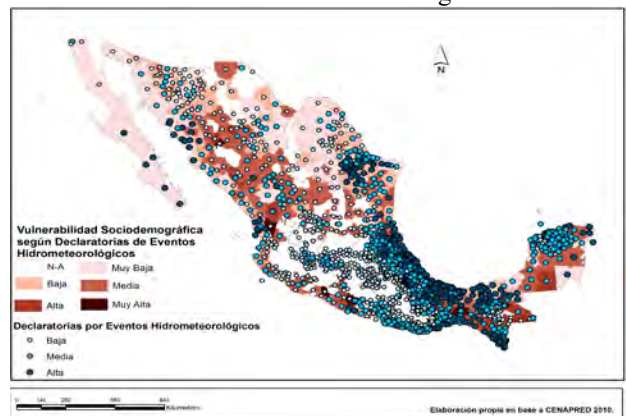 N
Vulnerabilidad Sociodemográfica
según Declaratorias de Eventos
Hidrometeorológicos
N-A Muy Baja
Baja Media
Alta Muy Alta
Declaratorias por Eventos Hidrometeorológicos
Baja
Media
Alta
Elaboración propia en base a CENAPRED 2010.